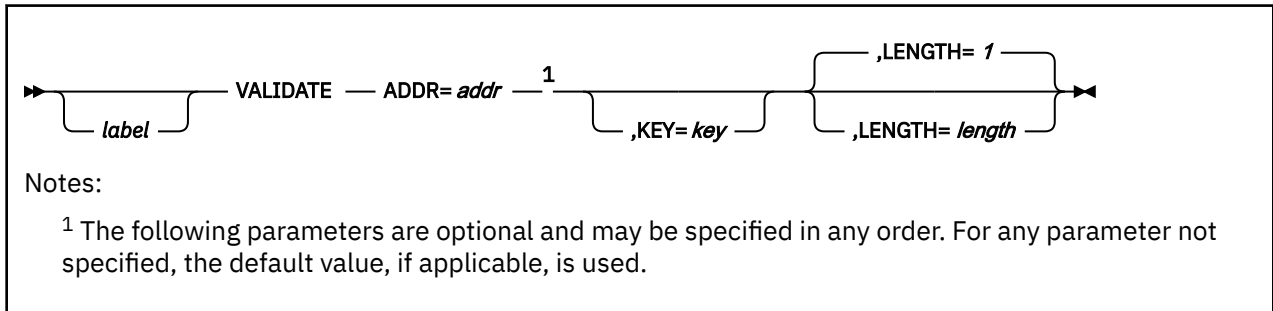 ,LENGTH= 1
label VALIDATE ADDR= addr 1 ,KEY= key ,LENGTH= length
Notes:
1 The following parameters are optional and may be specified in any order. For any parameter not
specified, the default value, if applicable, is used.